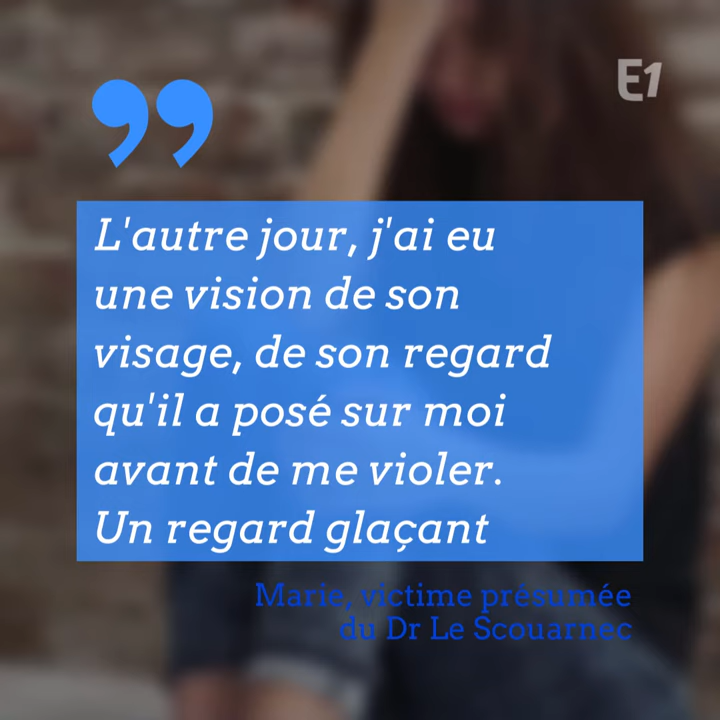 E1
”
L'autre jour, j'ai eu
une vision de son
visage, de son regard
qu'il a posé sur moi
avant de me violer.
Un regard glaçant
Marie, victime présumée
du Dr Le Scouarnec